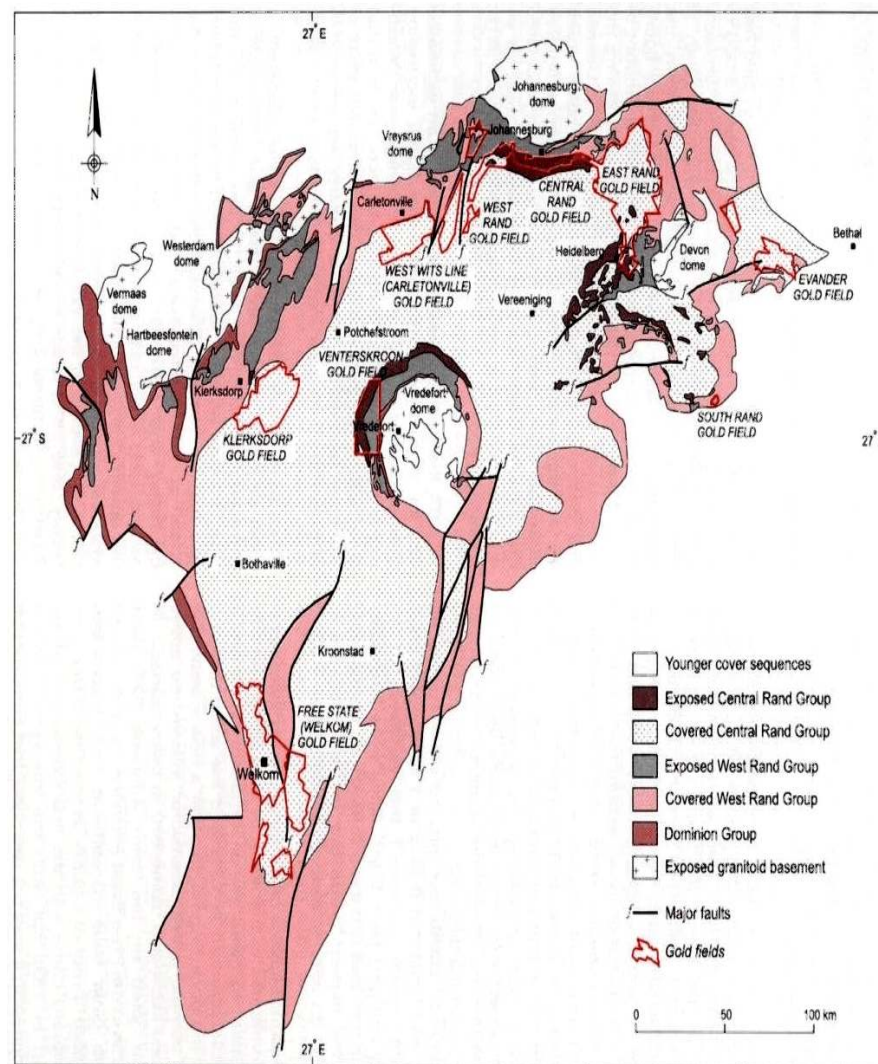 27° E
Johannesburg
dome
f
Vreysrus
dome
Johannesburg
N
f
EAST RAND
GOLD FIELD
CENTRAL
RAND
GOLD FIELD
WEST
RAND
GOLD FIELD
Carletonville
f
f
f
Westerdam
dome
WEST WITS LINE
(CARLETONVILLE)
GOLD FIELD
Heidelberg
Devon
dome
Bethal
EVANDER
GOLD FIELD
Vermaas
dome
Hartbeesfontein
dome
Vereeniging
f
f
Potchefstroom
VENTERSKROON
GOLD FIELD
Klerksdorp
f
Vredefort
dome
Vredefort
SOUTH RAND
GOLD FIELD
KLERKSDORP
GOLD FIELD
27° S
27°
f
f
f
f
Bothaville
f
f
Kroonstad
f
f
FREE STATE
(WELKOM)
GOLD FIELD
Welkom
f
f
f
f
f
f
Younger cover sequences
Exposed Central Rand Group
Covered Central Rand Group
Exposed West Rand Group
Covered West Rand Group
Dominion Group
Exposed granitoid basement
f Major faults
Gold fields
0 50 100 km
27° E